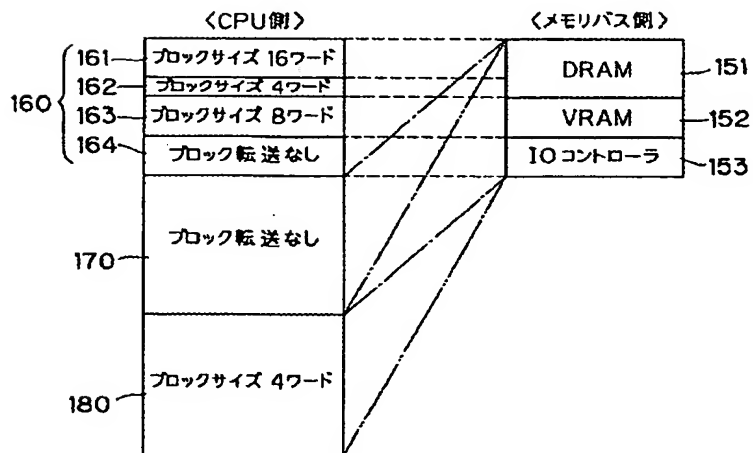 〈CPU側〉
〈メモリバス側〉
160
161
ブロックサイズ 16ワード
162
ブロックサイズ 4ワード
163
ブロックサイズ 8ワード
164
ブロック転送なし
DRAM
151
VRAM
152
IOコントローラ
153
ブロック転送なし
170
ブロックサイズ 4ワード
180